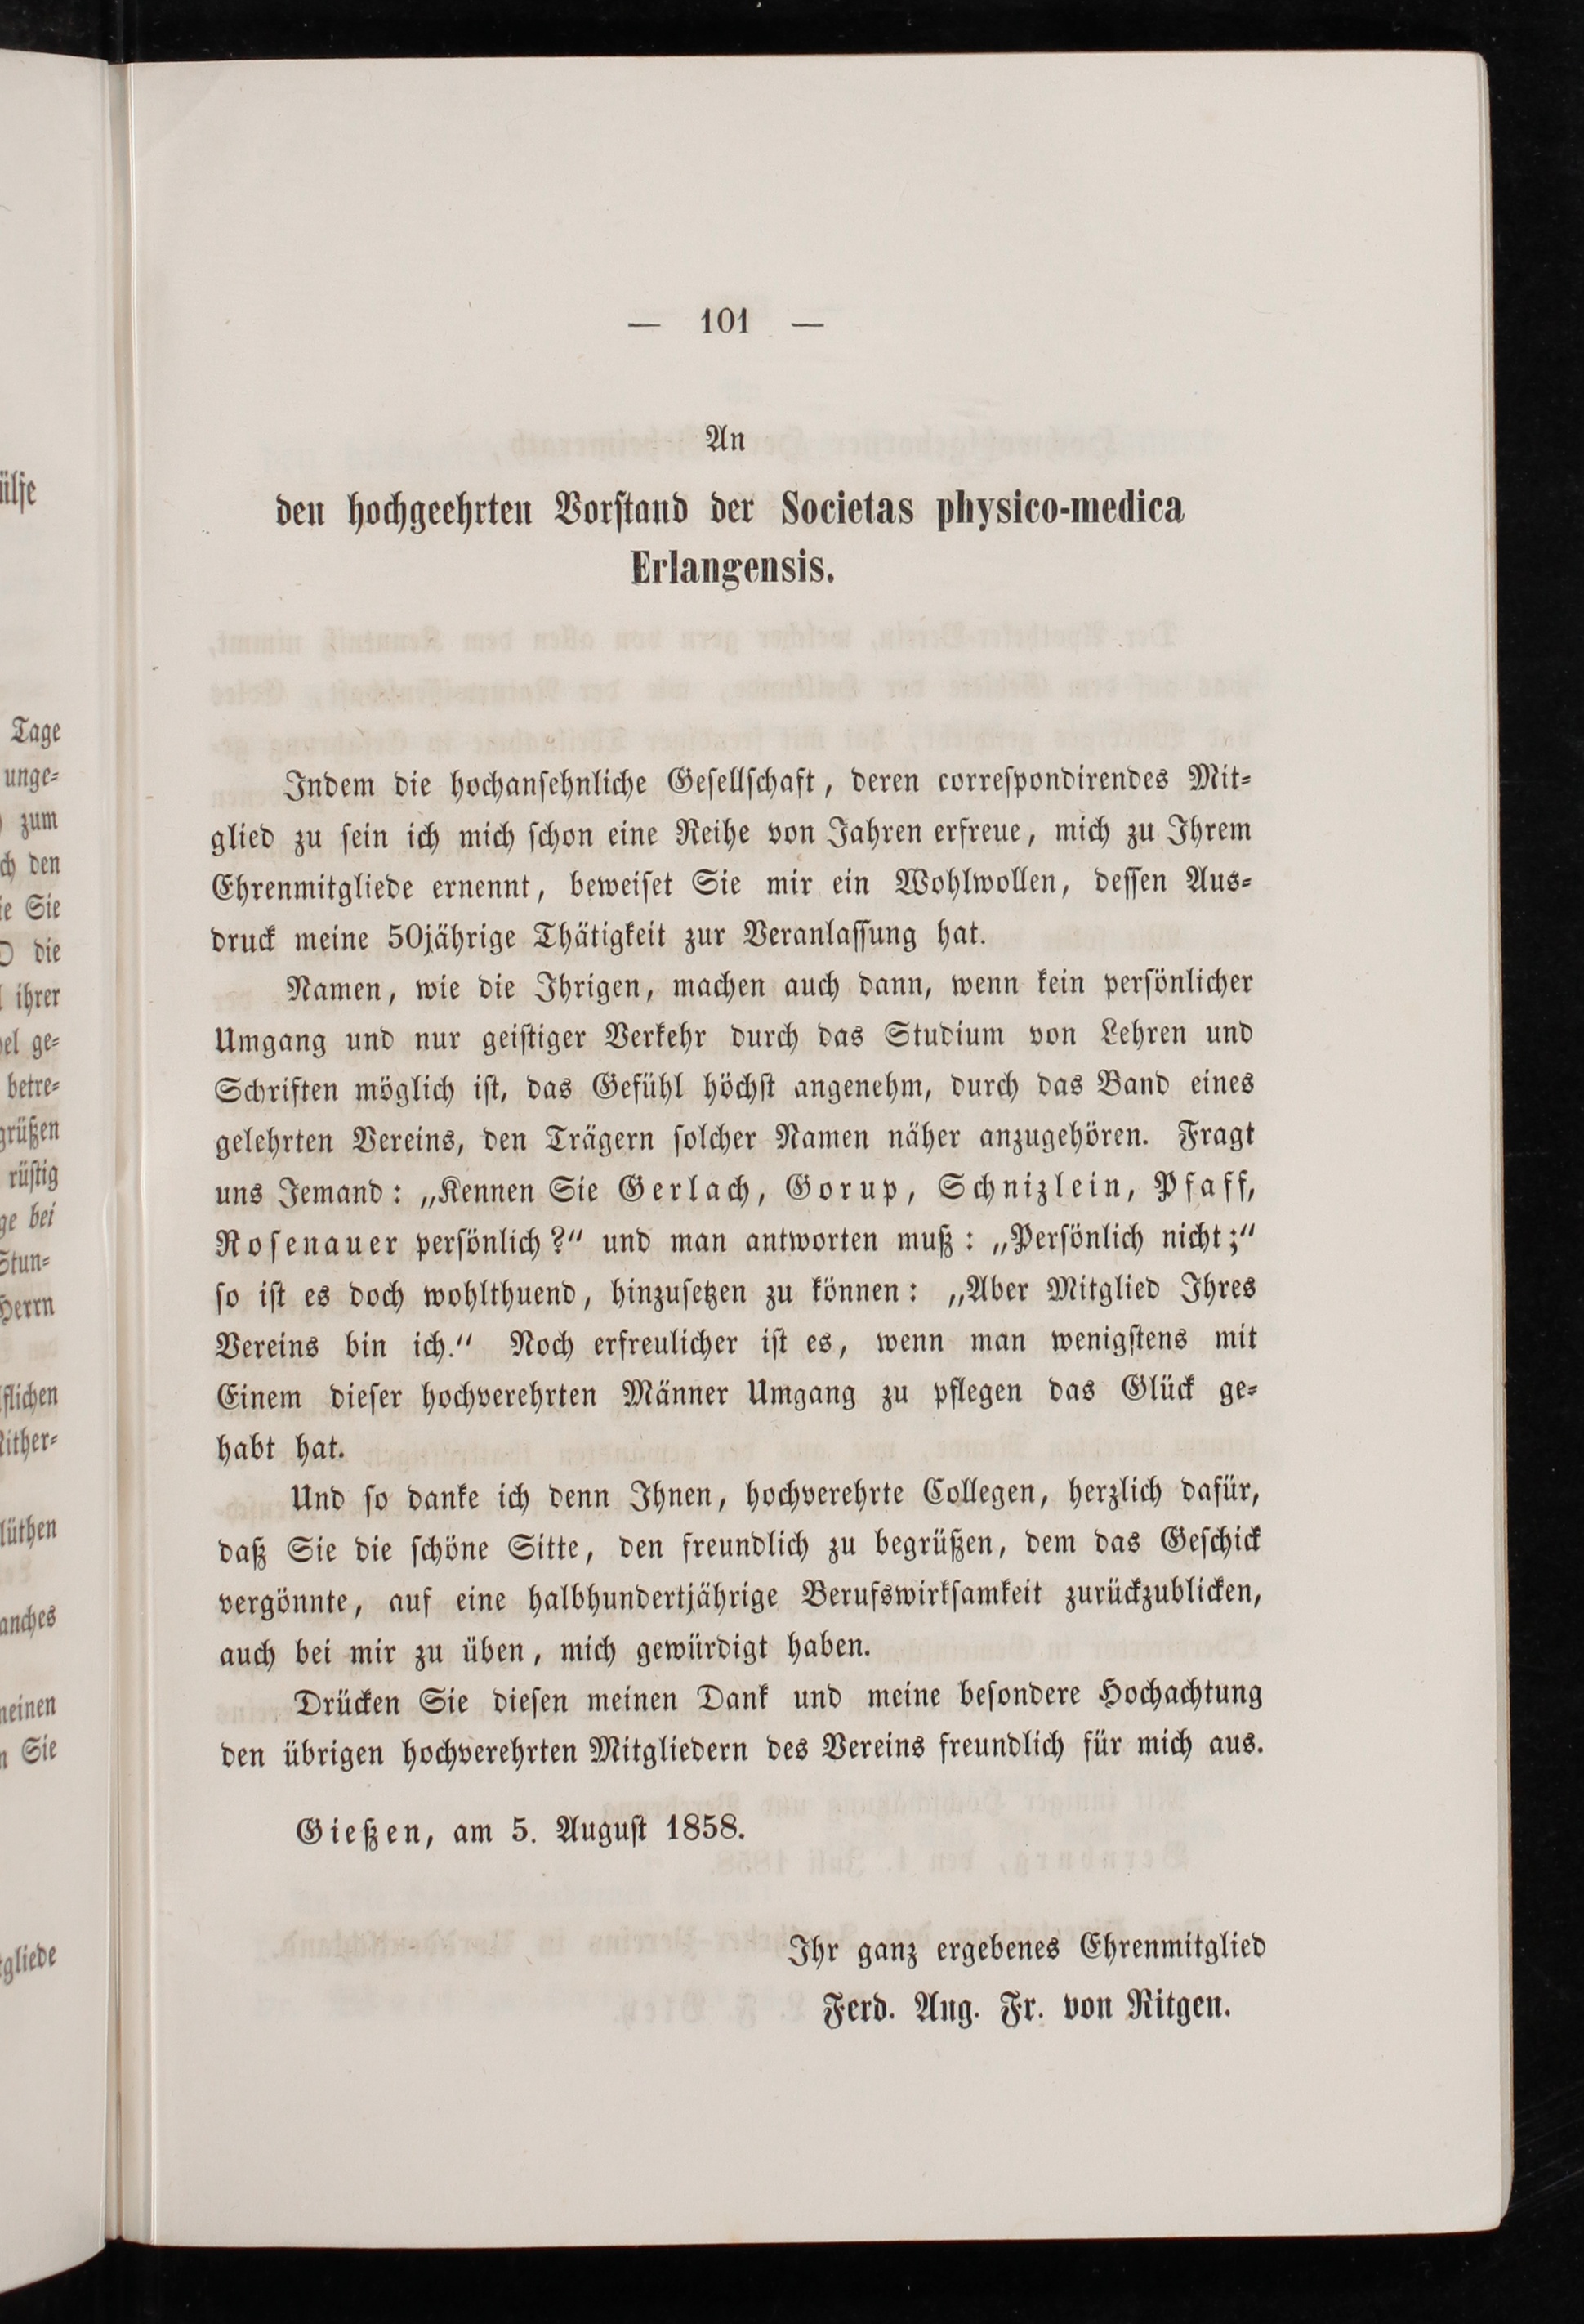 — 101 —
An
den hochgeehrten Vorſtand der Societas physico-medica
Erlangensis.
Indem die hochanſehnliche Geſellſchaft, deren correſpondirendes Mit-
glied zu ſein ich mich ſchon eine Reihe von Jahren erfreue, mich zu Ihrem
Ehrenmitgliede ernennt, beweiſet Sie mir ein Wohlwollen, deſſen Aus-
druck meine 50jährige Thätigkeit zur Veranlaſſung hat.
Namen, wie die Ihrigen, machen auch dann, wenn kein perſönlicher
Umgang und nur geiſtiger Verkehr durch das Studium von Lehren und
Schriften möglich iſt, das Gefühl höchſt angenehm, durch das Band eines
gelehrten Vereins, den Trägern ſolcher Namen näher anzugehören. Fragt
uns Jemand: „Kennen Sie Gerlach, Gorup, Schnizlein, Pfaff,
Roſenauer perſönlich?“ und man antworten muß: „Perſönlich nicht;“
ſo iſt es doch wohlthuend, hinzuſetzen zu können: „Aber Mitglied Ihres
Vereins bin ich.“ Noch erfreulicher iſt es, wenn man wenigſtens mit
Einem dieſer hochverehrten Männer Umgang zu pflegen das Glück ge-
habt hat.
Und ſo danke ich denn Ihnen, hochverehrte Collegen, herzlich dafür,
daß Sie die ſchöne Sitte, den freundlich zu begrüßen, dem das Geſchick
vergönnte, auf eine halbhundertjährige Berufswirkſamkeit zurückzublicken,
auch bei mir zu üben, mich gewürdigt haben.
Drücken Sie dieſen meinen Dank und meine beſondere Hochachtung
den übrigen hochverehrten Mitgliedern des Vereins freundlich für mich aus.
Gießen, am 5. Auguſt 1858.
Ihr ganz ergebenes Ehrenmitglied
Ferd. Aug. Fr. von Ritgen.